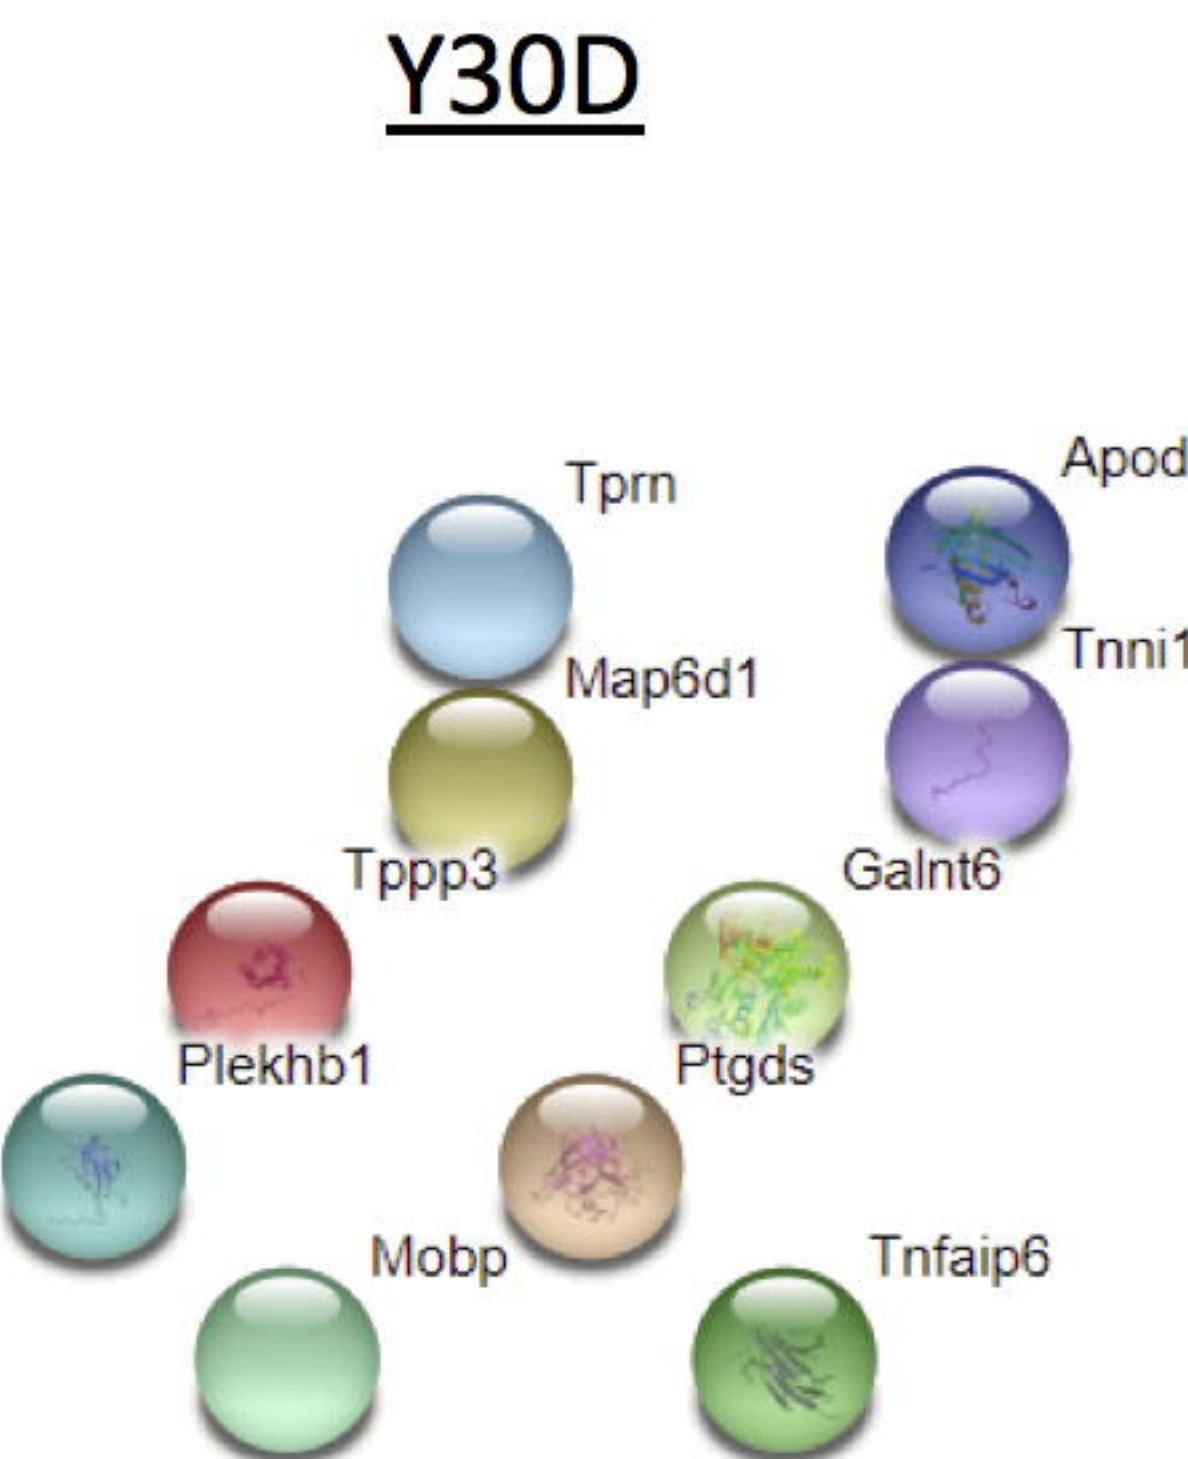 Y30D
Apod
Tprn
Tnni1
Map6d1
Tppp3
Galnt6
Plekhb1
Ptgds
Mobp
Tnfaip6